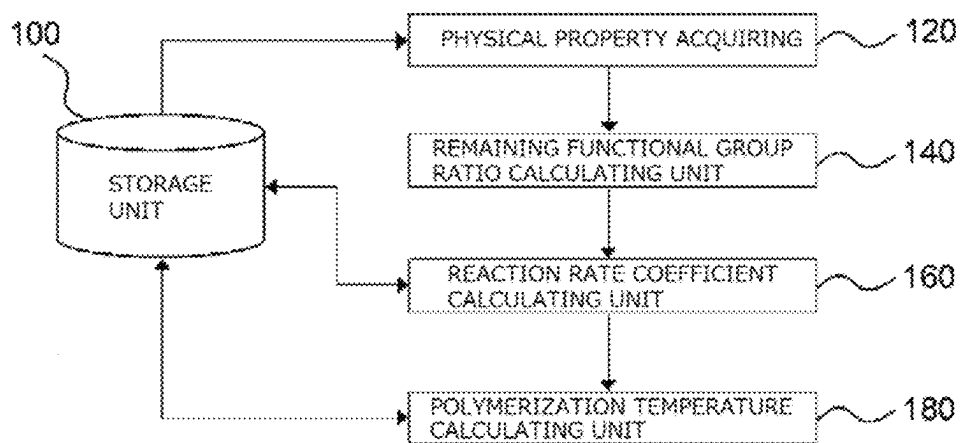 100
PHYSICAL PROPERTY ACQUIRING
120
STORAGE
UNIT
REMAINING FUNCTIONAL GROUP
RATIO CALCULATING UNIT
140
REACTION RATE COEFFICIENT
CALCULATING UNIT
160
POLYMERIZATION TEMPERATURE
CALCULATING UNIT
180